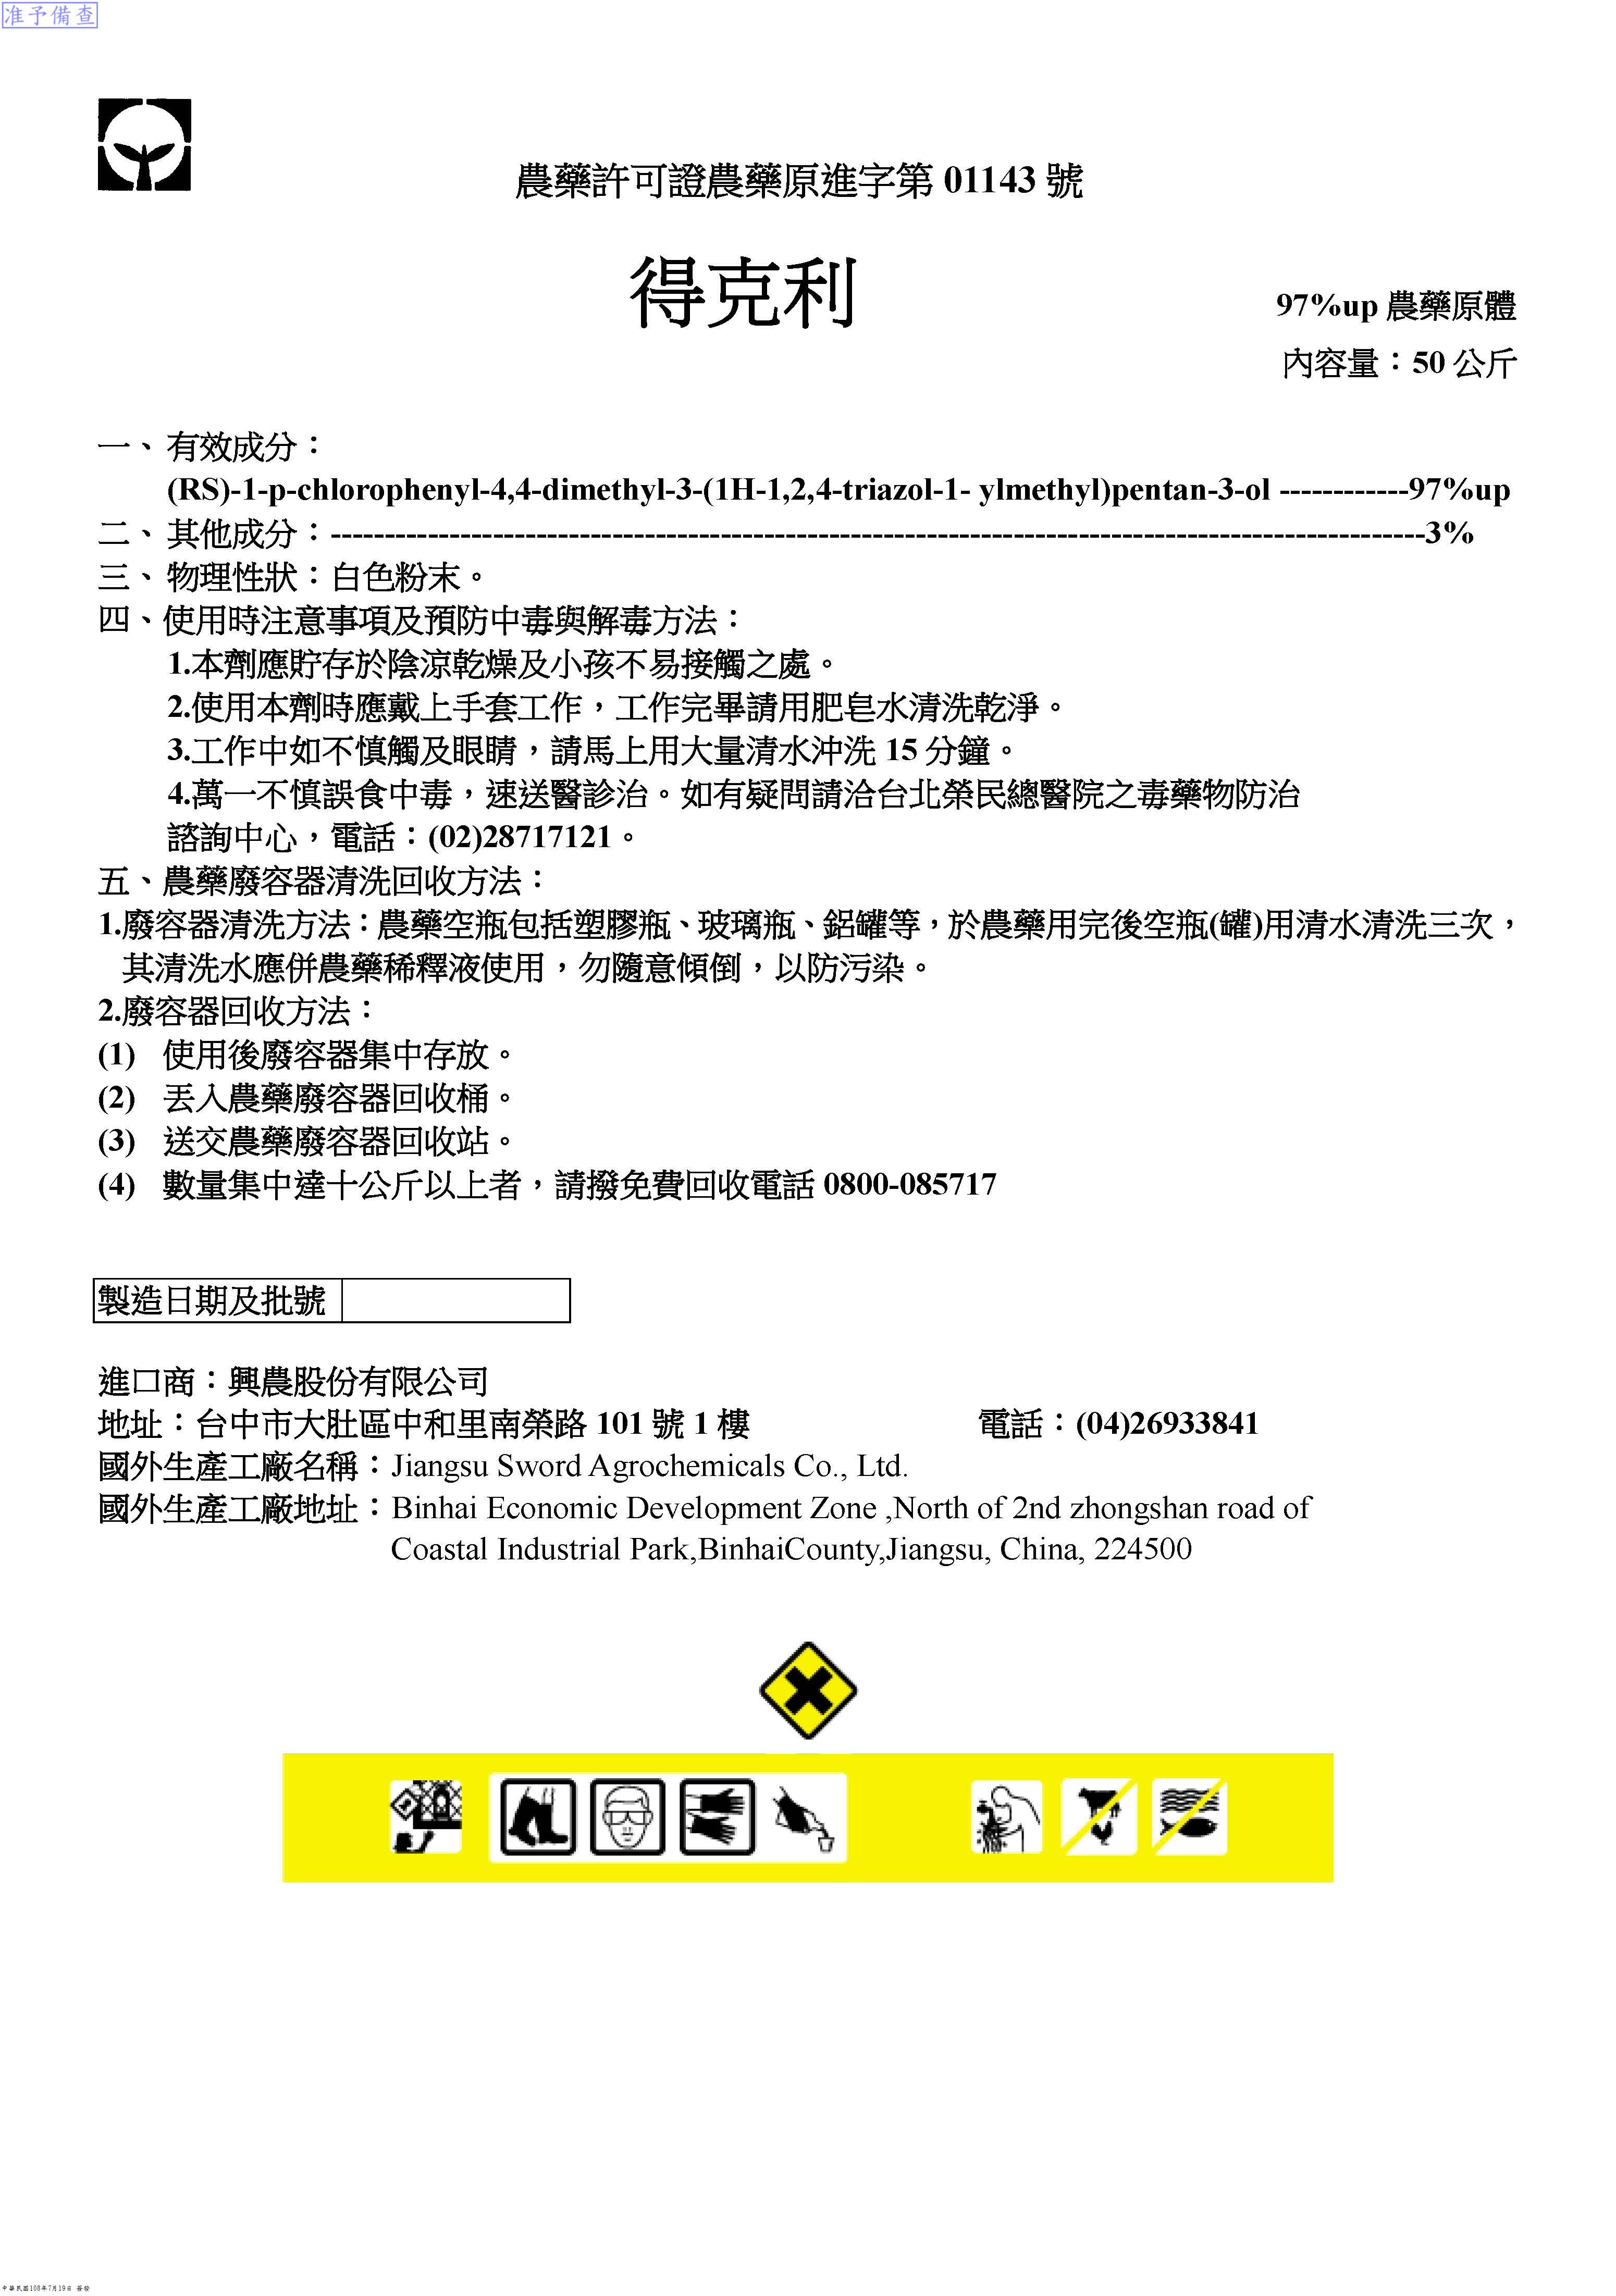 准予備查
農藥許可證農藥原進字第 01143 號
得克利
97%up 農藥原體
內容量：50 公斤
一、有效成分：
(RS)-1-p-chlorophenyl-4,4-dimethyl-3-(1H-1,2,4-triazol-1- ylmethyl)pentan-3-ol ------------97%up
二、其他成分：------------------------------------------------------------------------------------------------------3%
三、物理性狀：白色粉末。
四、使用時注意事項及預防中毒與解毒方法：
1.本劑應貯存於陰涼乾燥及小孩不易接觸之處。
2.使用本劑時應戴上手套工作，工作完畢請用肥皂水清洗乾淨。
3.工作中如不慎觸及眼睛，請馬上用大量清水沖洗 15 分鐘。
4.萬一不慎誤食中毒，速送醫診治。如有疑問請洽台北榮民總醫院之毒藥物防治
諮詢中心，電話：(02)28717121。
五、農藥廢容器清洗回收方法：
1.廢容器清洗方法：農藥空瓶包括塑膠瓶、玻璃瓶、鋁罐等，於農藥用完後空瓶(罐)用清水清洗三次，
其清洗水應併農藥稀釋液使用，勿隨意傾倒，以防污染。
2.廢容器回收方法：
(1) 使用後廢容器集中存放。
(2) 丟入農藥廢容器回收桶。
(3) 送交農藥廢容器回收站。
(4) 數量集中達十公斤以上者，請撥免費回收電話 0800-085717
製造日期及批號
進口商：興農股份有限公司
地址：台中市大肚區中和里南榮路 101 號 1 樓 電話：(04)26933841
國外生產工廠名稱：Jiangsu Sword Agrochemicals Co., Ltd.
國外生產工廠地址：Binhai Economic Development Zone ,North of 2nd zhongshan road of
Coastal Industrial Park,BinhaiCounty,Jiangsu, China, 224500
中華民國108年7月19日 簽發